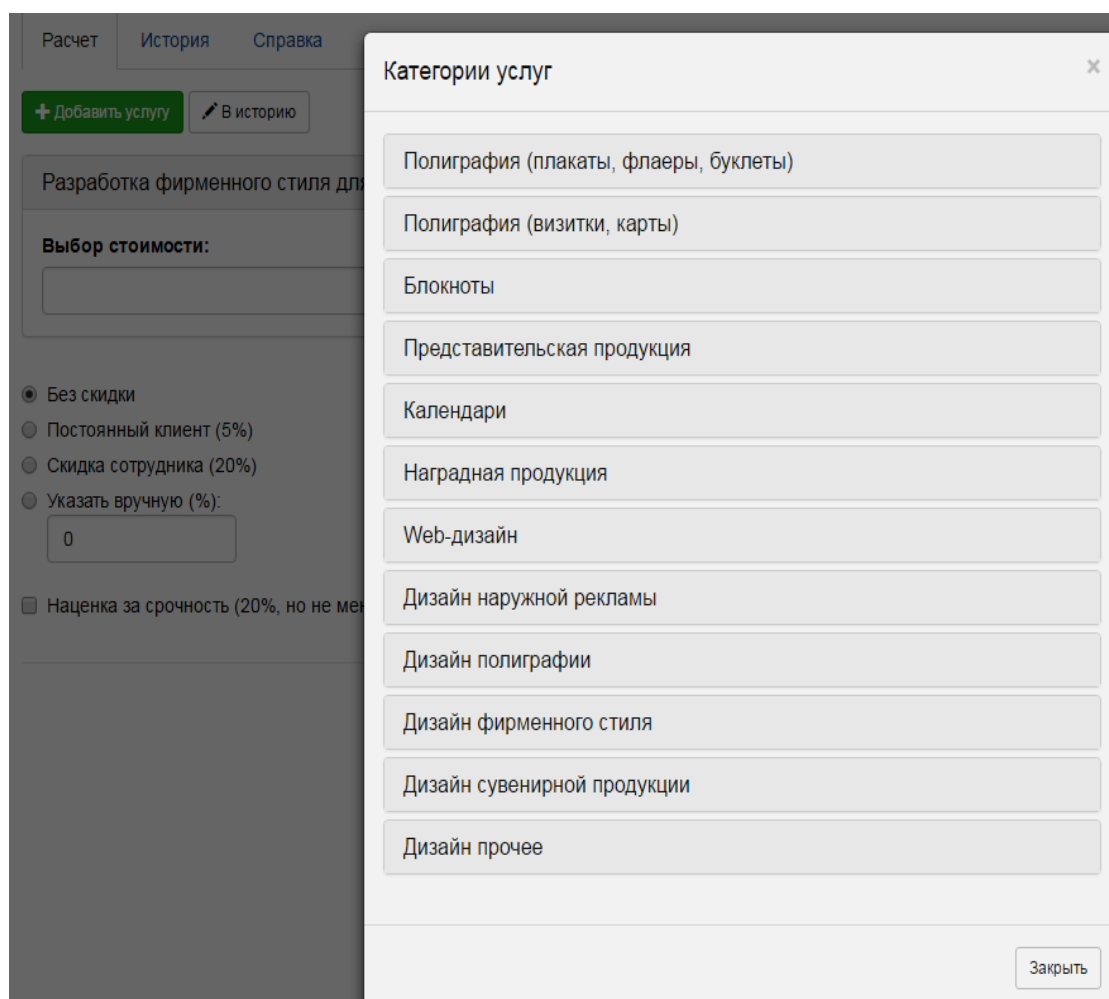 Расчет История Справка
Добавить услугу В историю
Разработка фирменного стиля для
Выбор стоимости:
Без скидки
Постоянный клиент (5%)
Скидка сотрудника (20%)
Указать вручную (%):
0
Наценка за срочность (20%, но не
Категории услуг
×
Полиграфия (плакаты, флаеры, буклеты)
Полиграфия (визитки, карты)
Блокноты
Представительская продукция
Календари
Наградная продукция
Web-дизайн
Дизайн наружной рекламы
Дизайн полиграфии
Дизайн фирменного стиля
Дизайн сувенирной продукции
Дизайн прочее
Закрыть